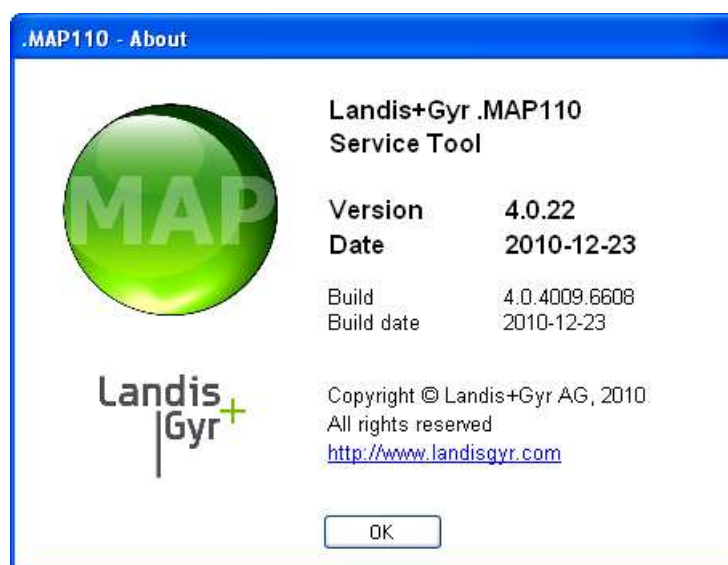 .MAP110 - About
MAP
Landis+Gyr .MAP110
Service Tool
Version 4.0.22
Date 2010-12-23
Build 4.0.4009.6608
Build date 2010-12-23
Landis+
Gyr
Copyright © Landis+Gyr AG, 2010
All rights reserved
http://www.landisgyr.com
OK